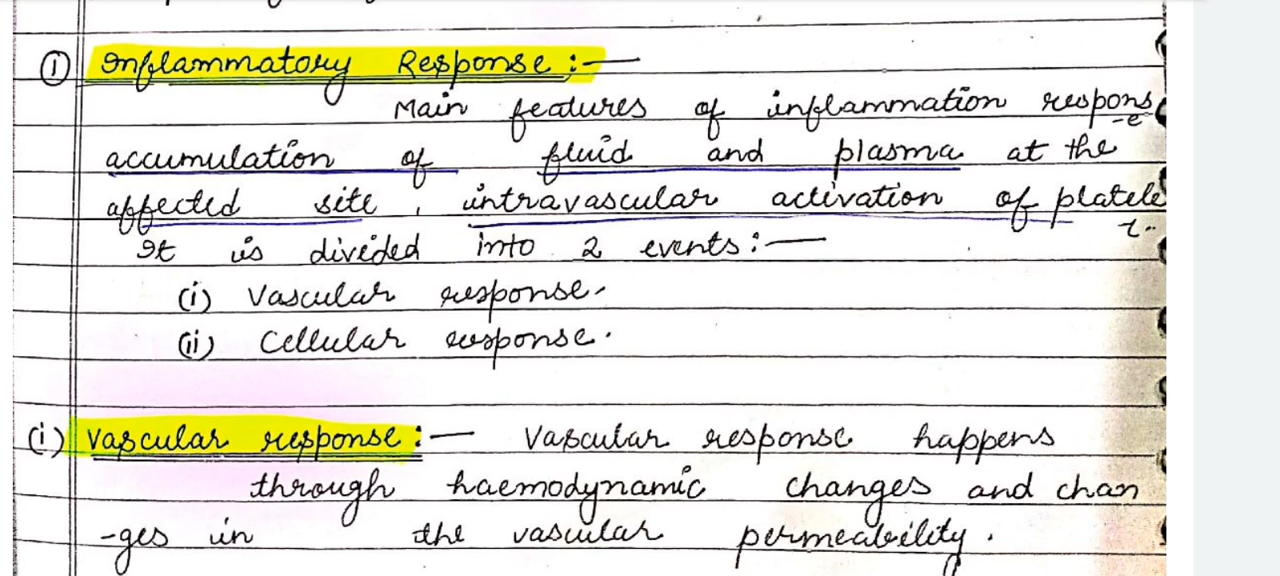 ① Inflammatory Response :—
Main features of inflammation respons
-e
accumulation of fluid and plasma at the
affected site, intravascular activation of platele
t..
It is divided into 2 events :—
(i) Vascular response.
(ii) Cellular response.
(i) Vascular response :— Vascular response happens
through haemodynamic changes and chan
-ges in the vascular permeability.